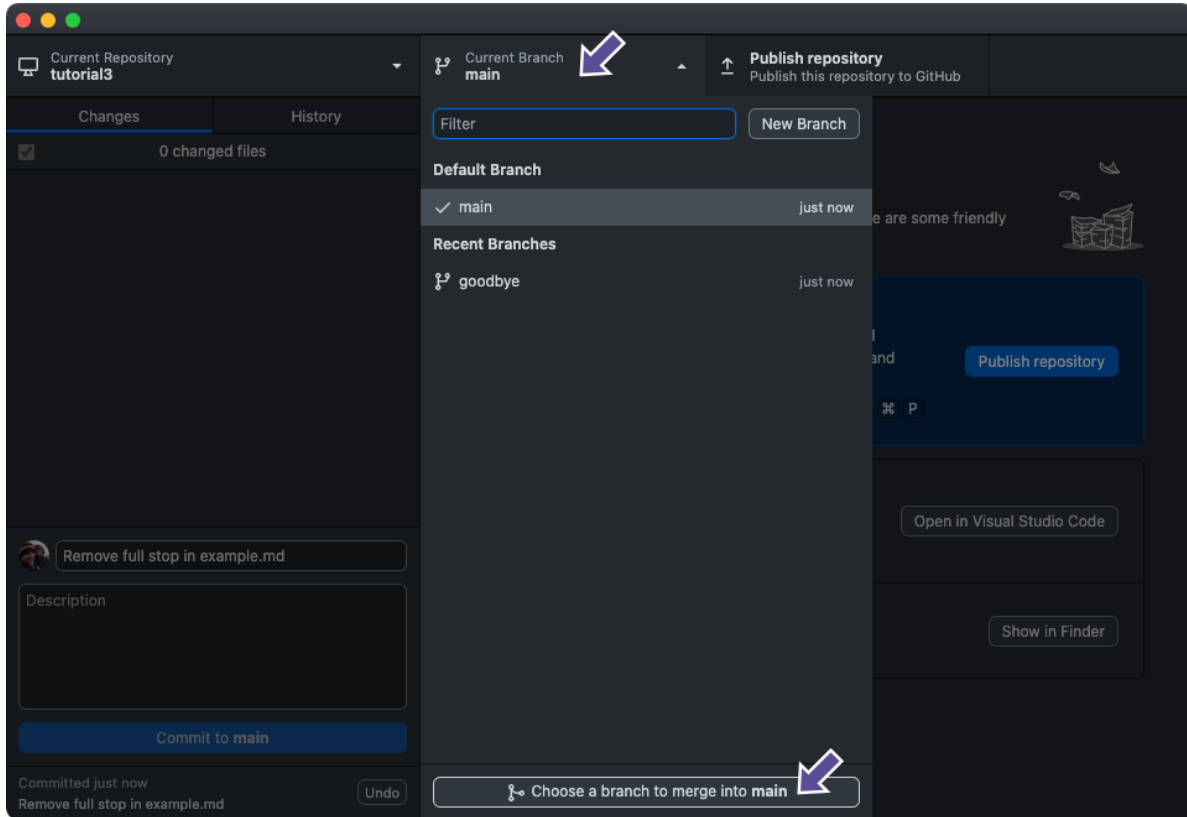 Current Repository
tutorial3
Current Branch
main
Publish repository
Publish this repository to GitHub
Changes
History
0 changed files
Filter
New Branch
Default Branch
main
just now
Recent Branches
goodbye
just now
e are some friendly
and
Publish repository
⌘ P
Open in Visual Studio Code
Show in Finder
Remove full stop in example.md
Description
Commit to main
Committed just now
Remove full stop in example.md
Undo
Choose a branch to merge into main